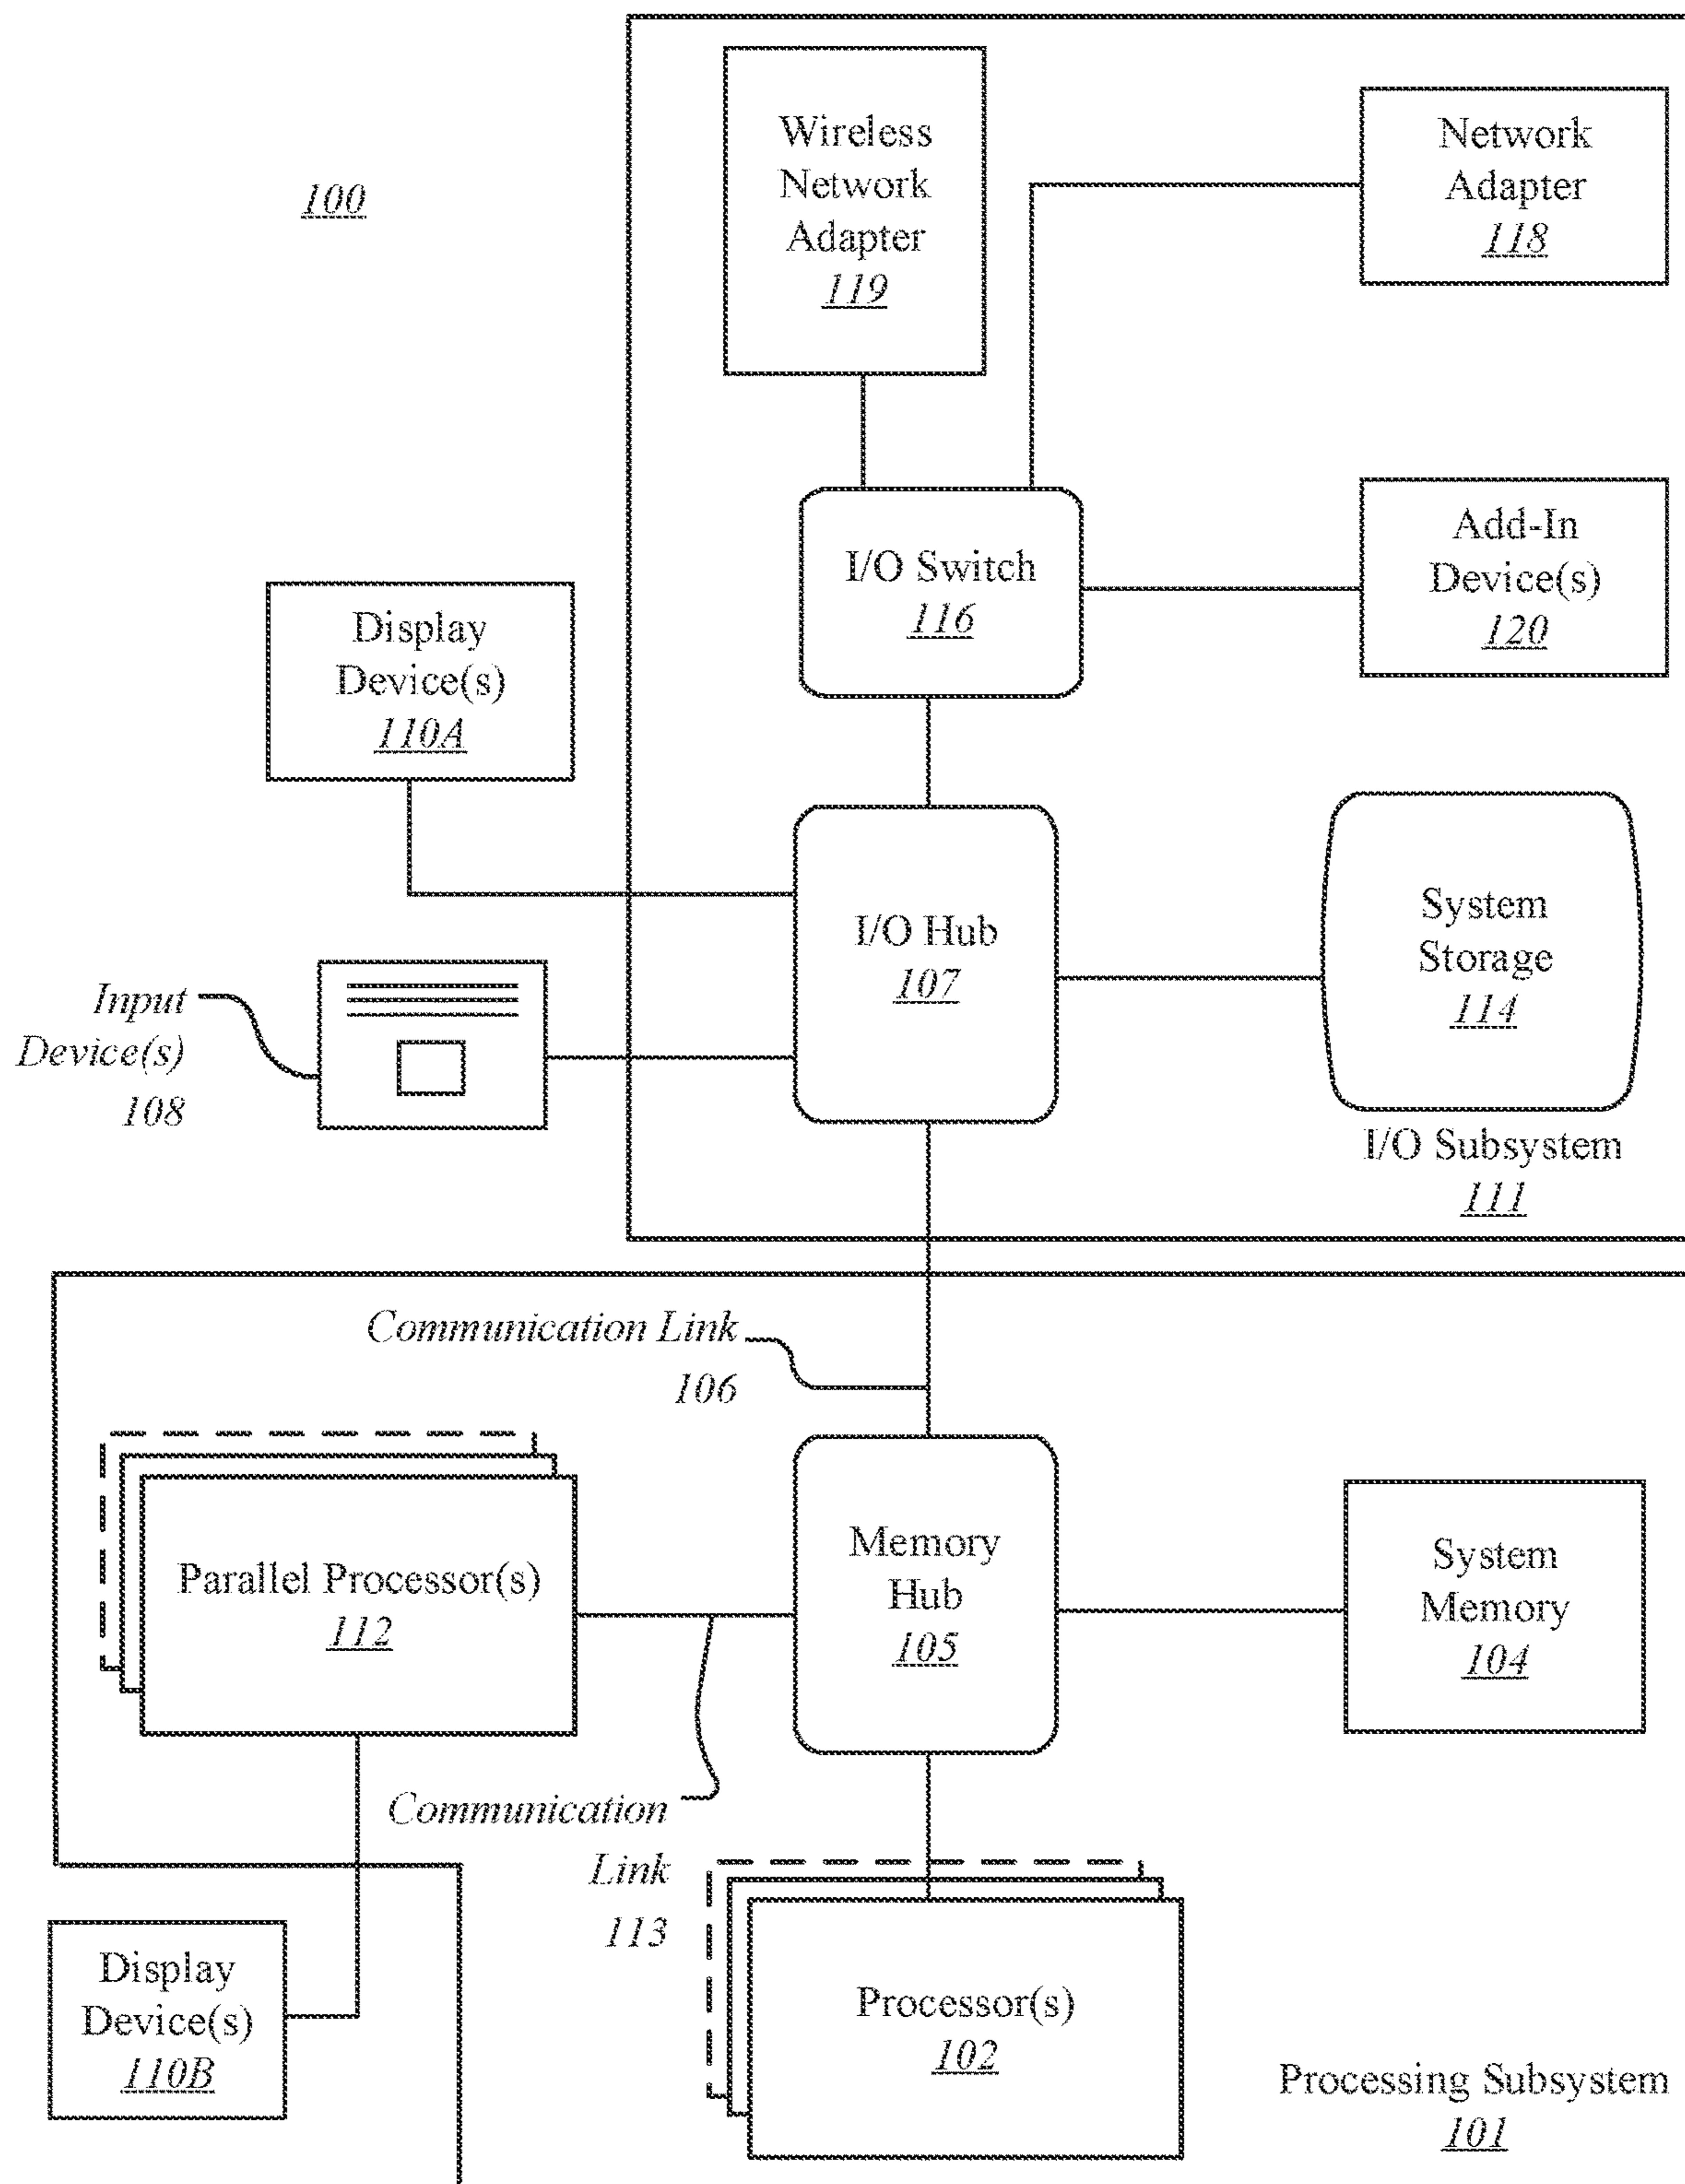 100
Wireless
Network
Adapter
119
Network
Adapter
118
I/O Switch
116
Add-In
Device(s)
120
Display
Device(s)
110A
I/O Hub
107
System
Storage
114
Input
Device(s)
108
I/O Subsystem
111
Communication Link
106
Parallel Processor(s)
112
Memory
Hub
105
System
Memory
104
Communication
Link
113
Display
Device(s)
110B
Processor(s)
102
Processing Subsystem
101